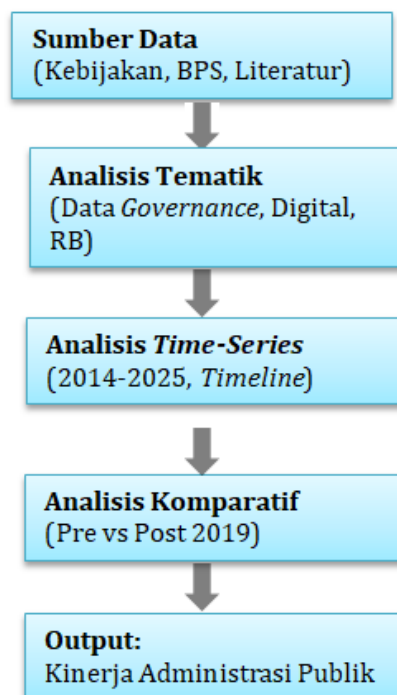 Sumber Data
(Kebijakan, BPS, Literatur)
Analisis Tematik
(Data Governance, Digital,
RB)
Analisis Time-Series
(2014-2025, Timeline)
Analisis Komparatif
(Pre vs Post 2019)
Output:
Kinerja Administrasi Publik